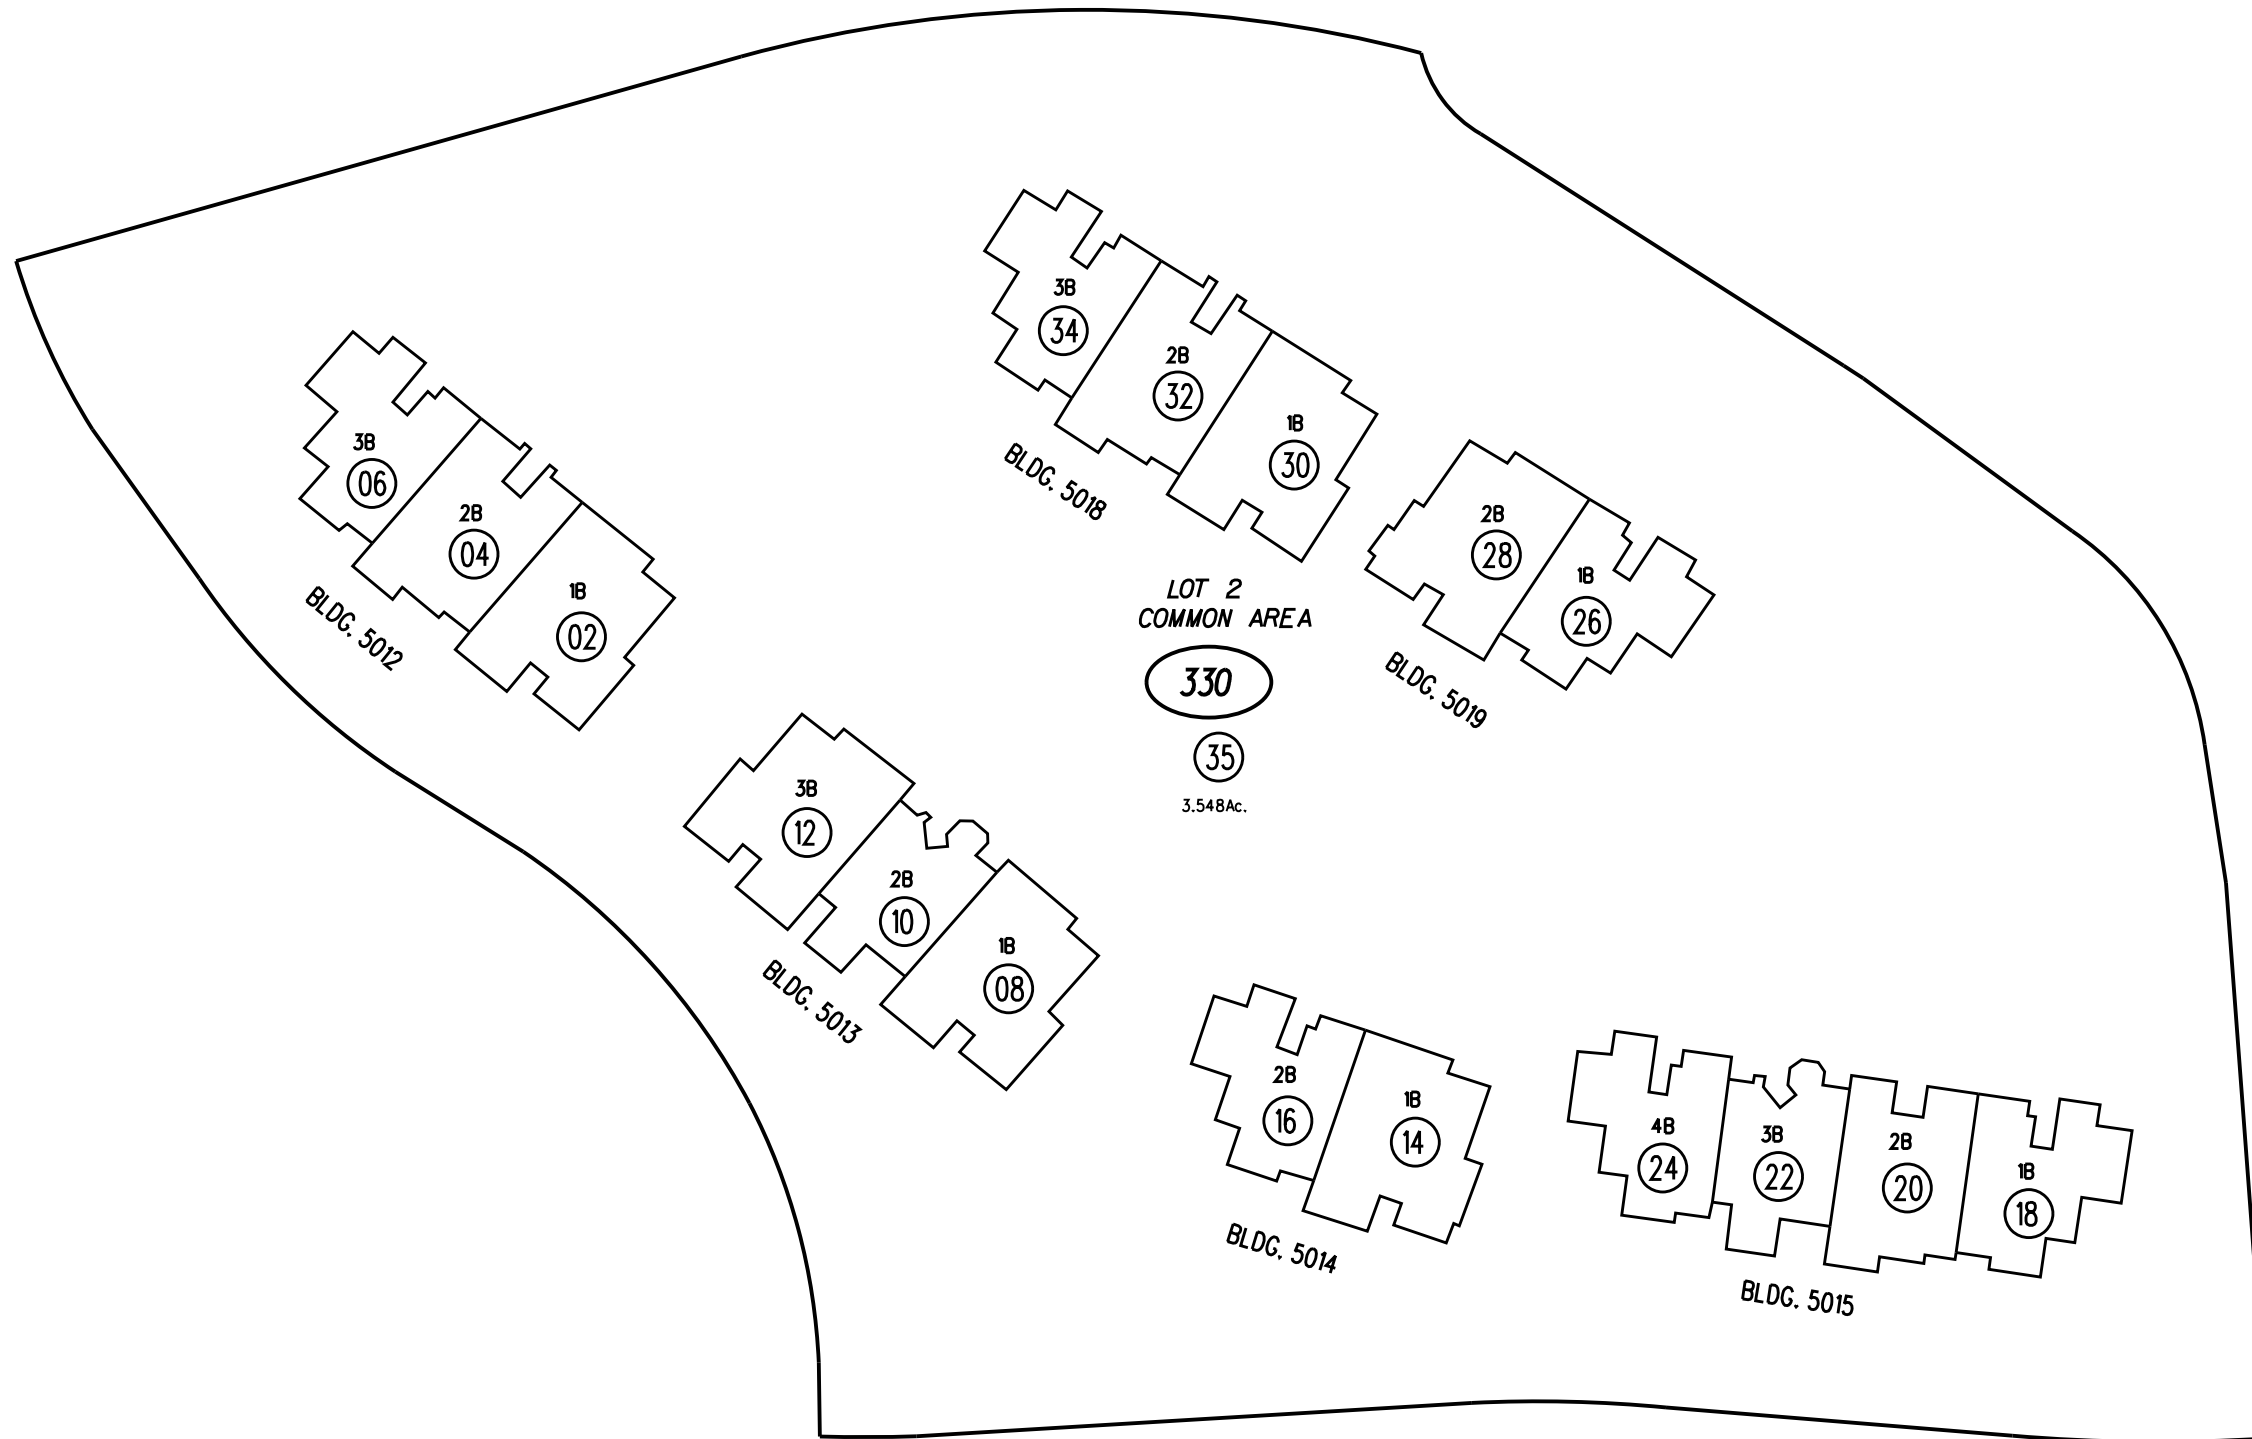 3B
34
2B
32
1B
30
BLDG. 5018
3B
06
2B
04
1B
02
BLDG. 5012
2B
28
1B
26
BLDG. 5019
LOT 2
COMMON AREA
330
35
3.548Ac.
3B
12
2B
10
1B
08
BLDG. 5013
2B
16
1B
14
BLDG. 5014
4B
24
3B
22
2B
20
1B
18
BLDG. 5015